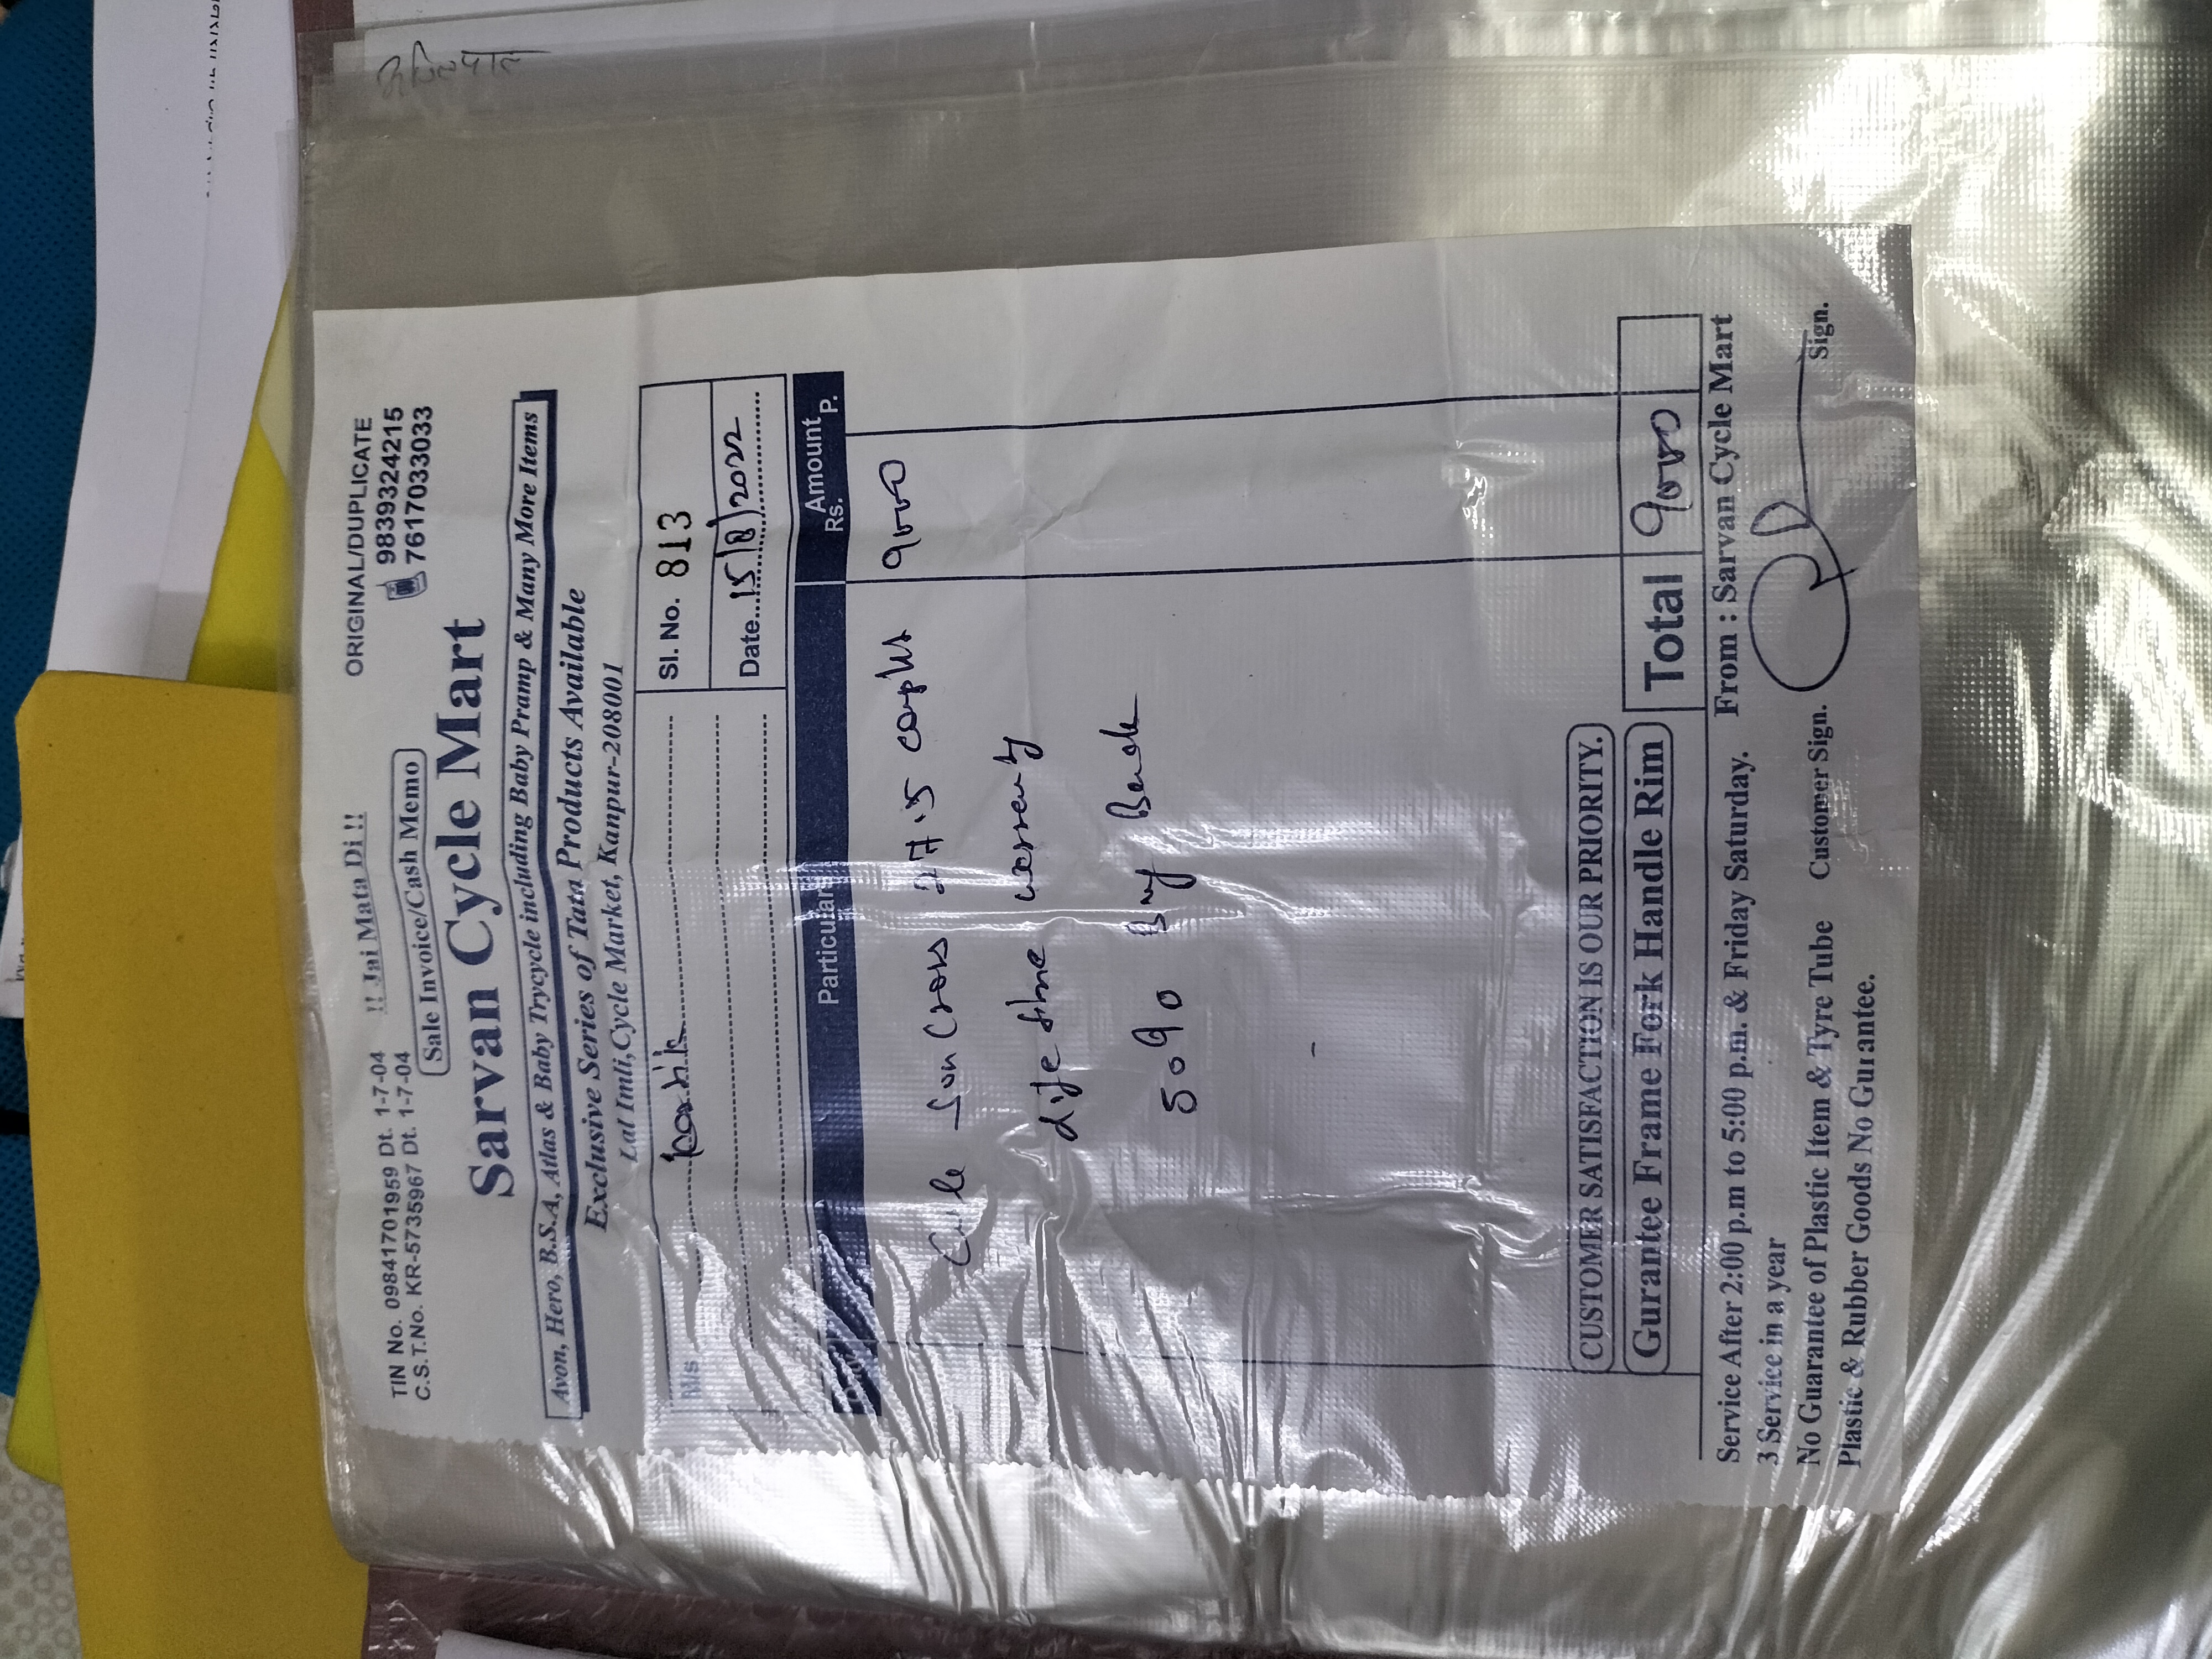 ORIGINAL/DUPLICATE
!! Jai Mata Di !!
TIN No. 09841701959 Dt. 1-7-04
C.S.T.No. KR-5735967 Dt. 1-7-04
Sale Invoice/Cash Memo
9839324215
7617033033
Sarvan Cycle Mart
Avon, Hero, B.S.A, Atlas & Baby Trycycle including Baby Pramp & Many More Items
Exclusive Series of Tata Products Available
Lal Imli,Cycle Market, Kanpur-208001
M/s
Sl. No. 813
Date 15/8/2022
Particulars Amount
Rs. P.
27.5 9000
Life time
5090
CUSTOMER SATISFACTION IS OUR PRIORITY.
Gurantee Frame Fork Handle Rim
Total 9000
Service After 2:00 p.m to 5:00 p.m. & Friday Saturday.
From : Sarvan Cycle Mart
3 Service in a year
No Guarantee of Plastic Item & Tyre Tube
Customer Sign.
Sign.
Plastic & Rubber Goods No Gurantee.